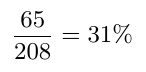 65
208
= 31%